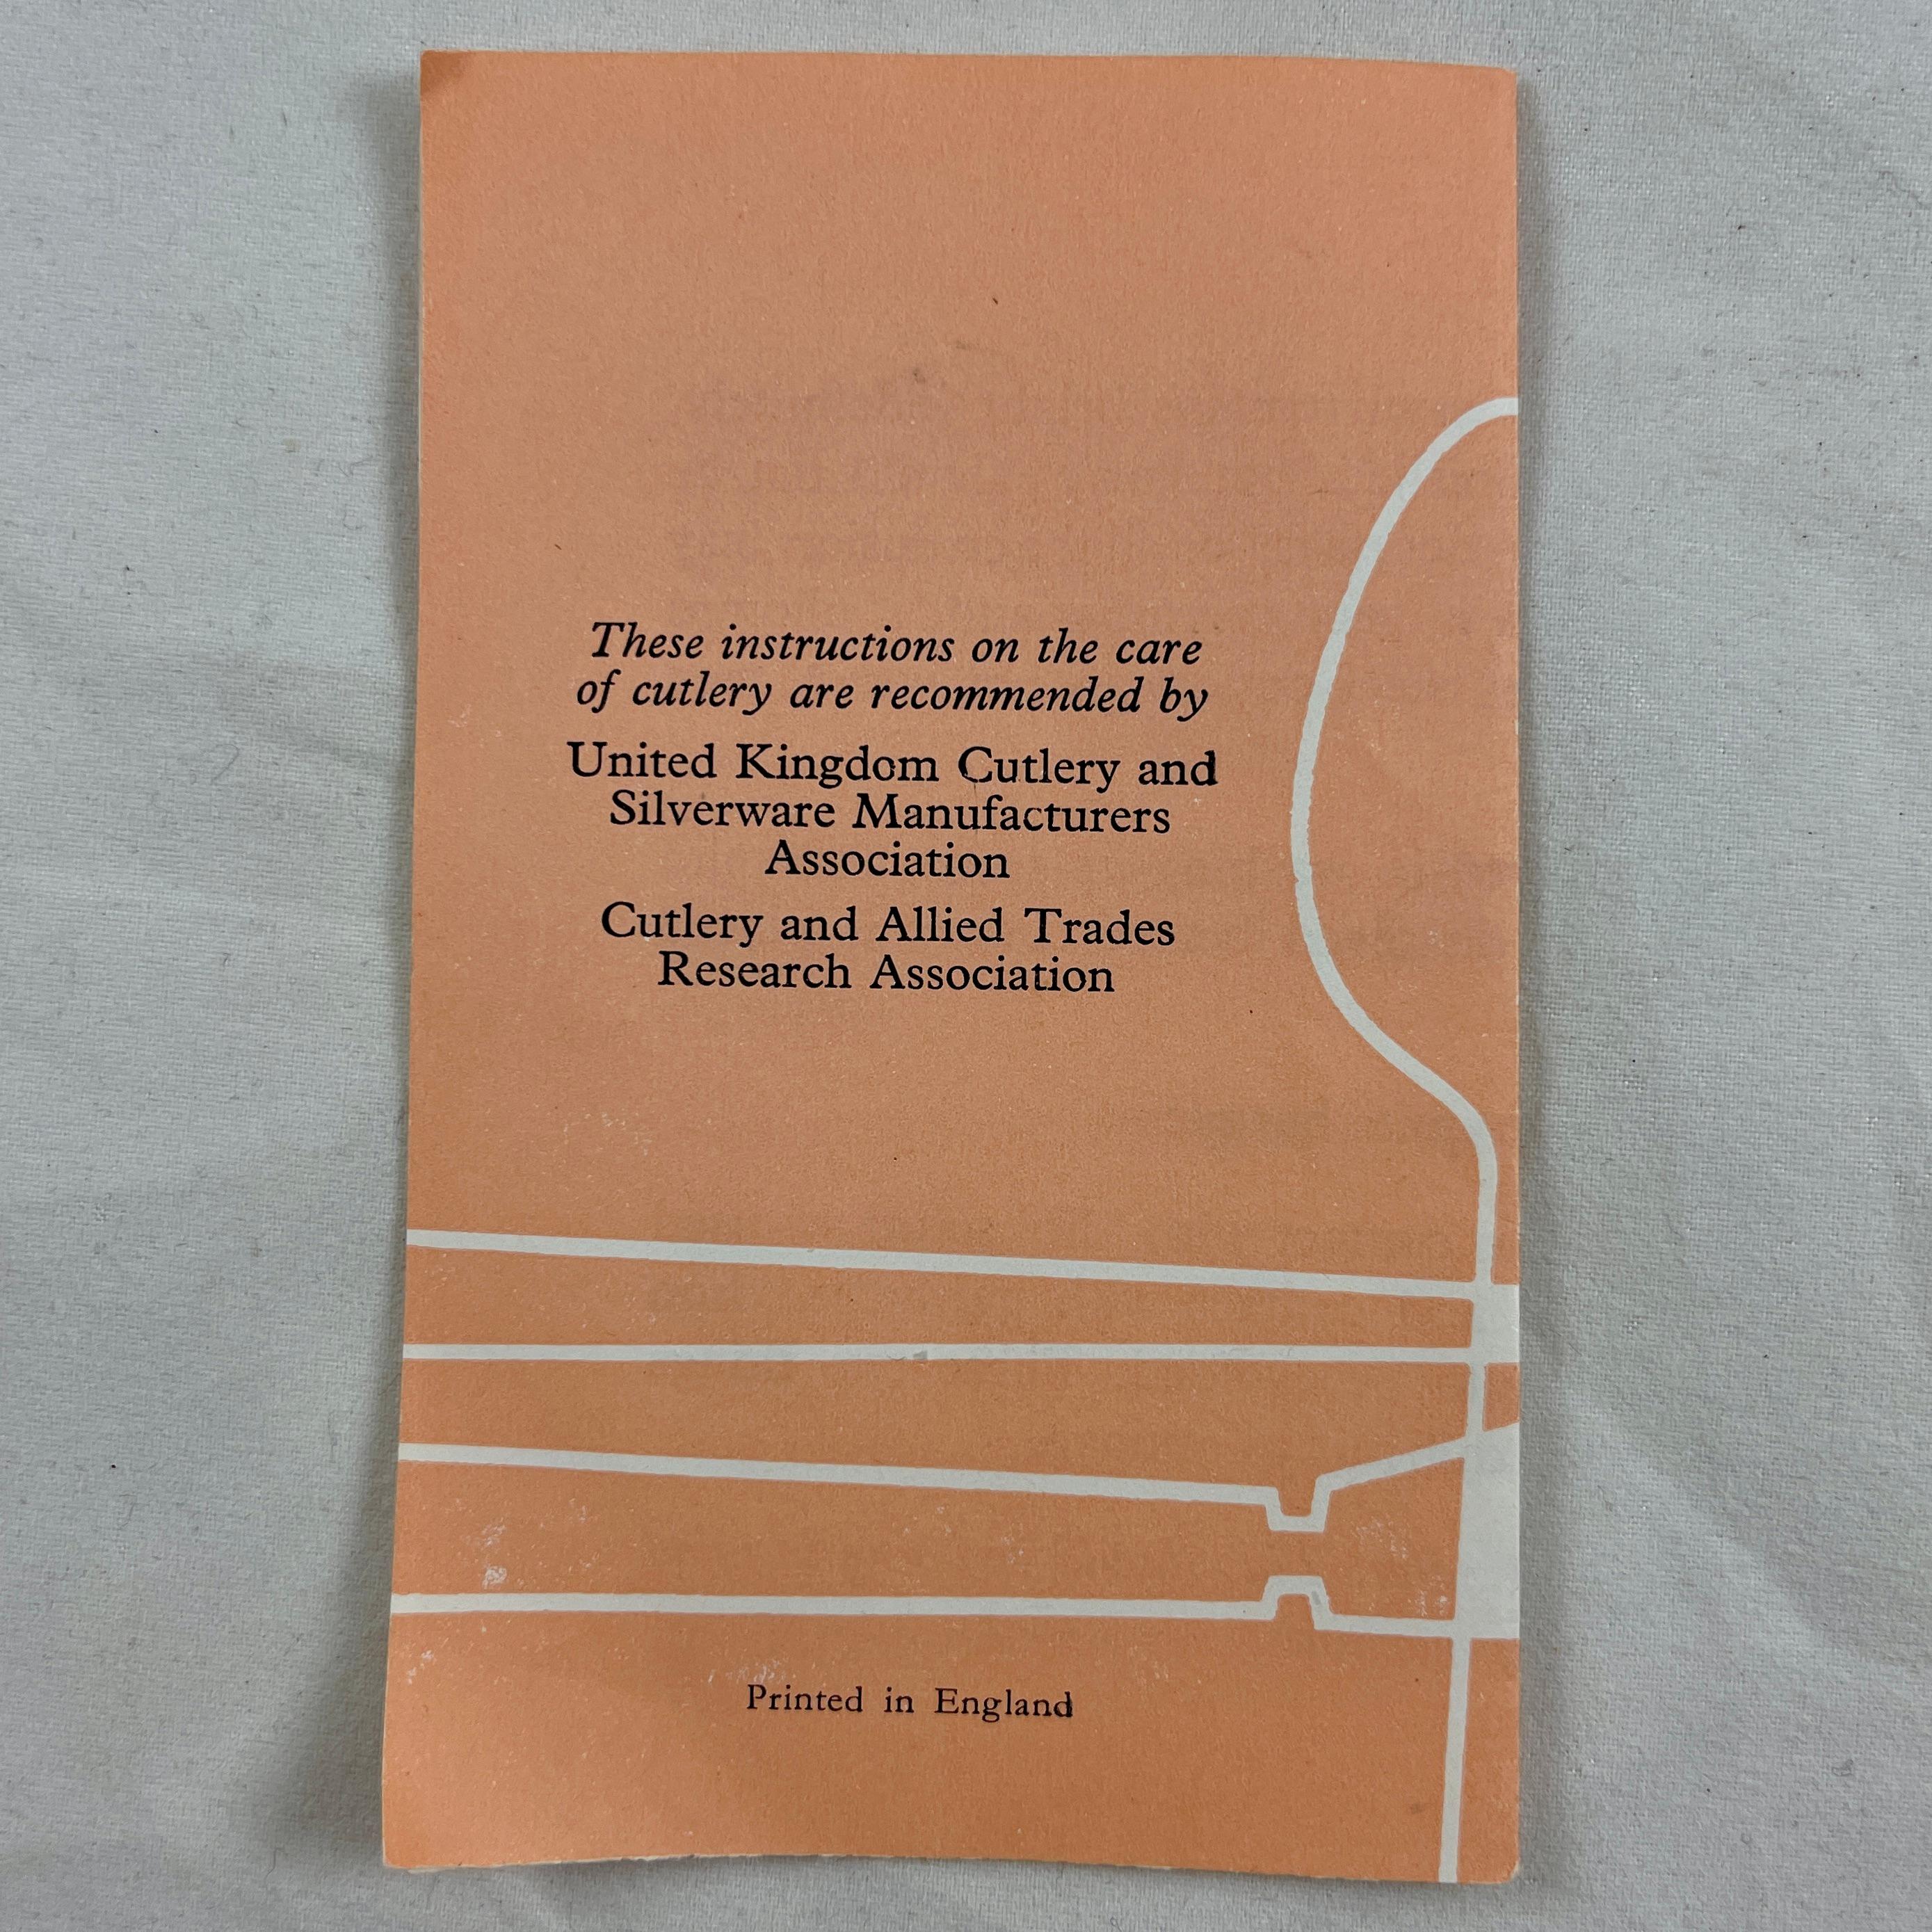 These instructions on the care
of cutlery are recommended by
United Kingdom Cutlery and
Silverware Manufacturers
Association
Cutlery and Allied Trades
Research Association
Printed in England